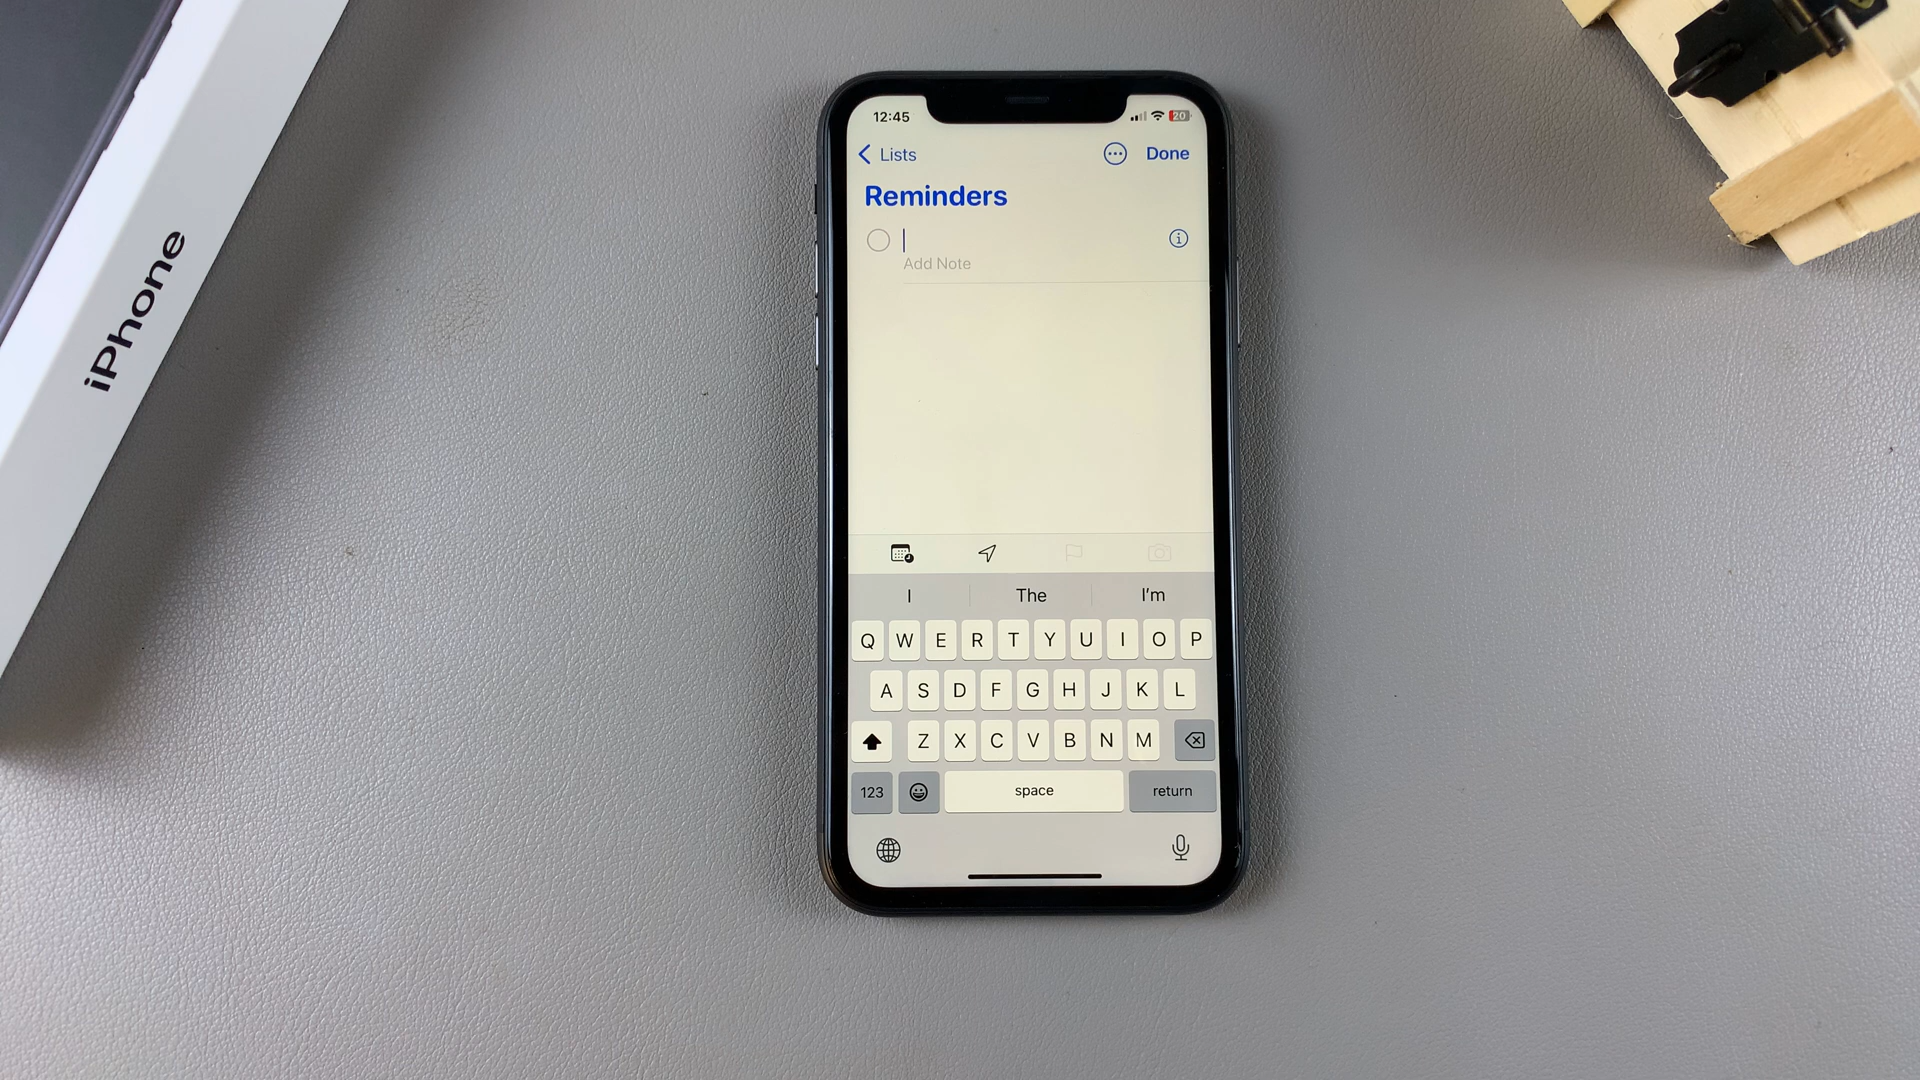 iPhone
12:45
20
Lists
Done
Reminders
Add Note
I The I'm
Q W E R T Y U I O P
A S D F G H J K L
Z X C V B N M
123 space return